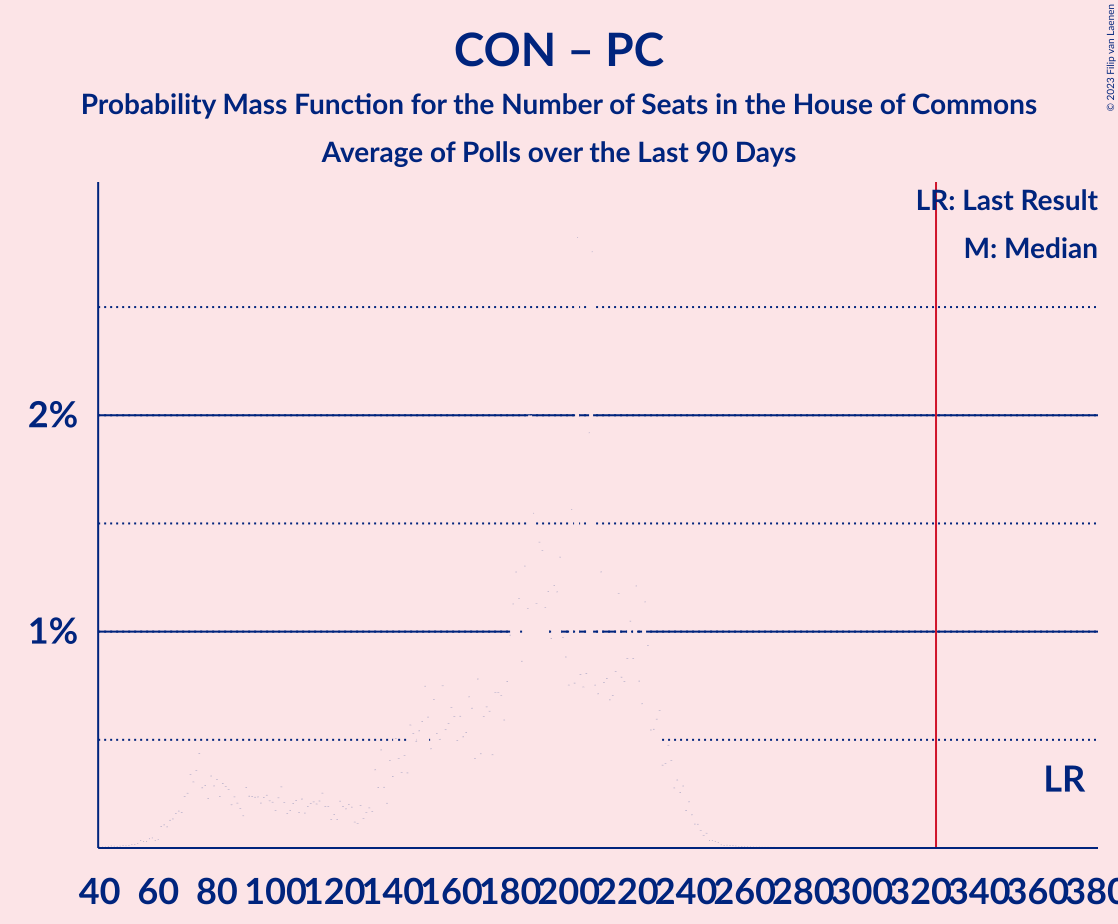 CON – PC
Probability Mass Function for the Number of Seats in the House of Commons
Average of Polls over the Last 90 Days
© 2023 Filip van Laenen
LR: Last Result
M: Median
2%
1%
LR
40 60 80 100 120 140 160 180 200 220 240 260 280 300 320 340 360 380